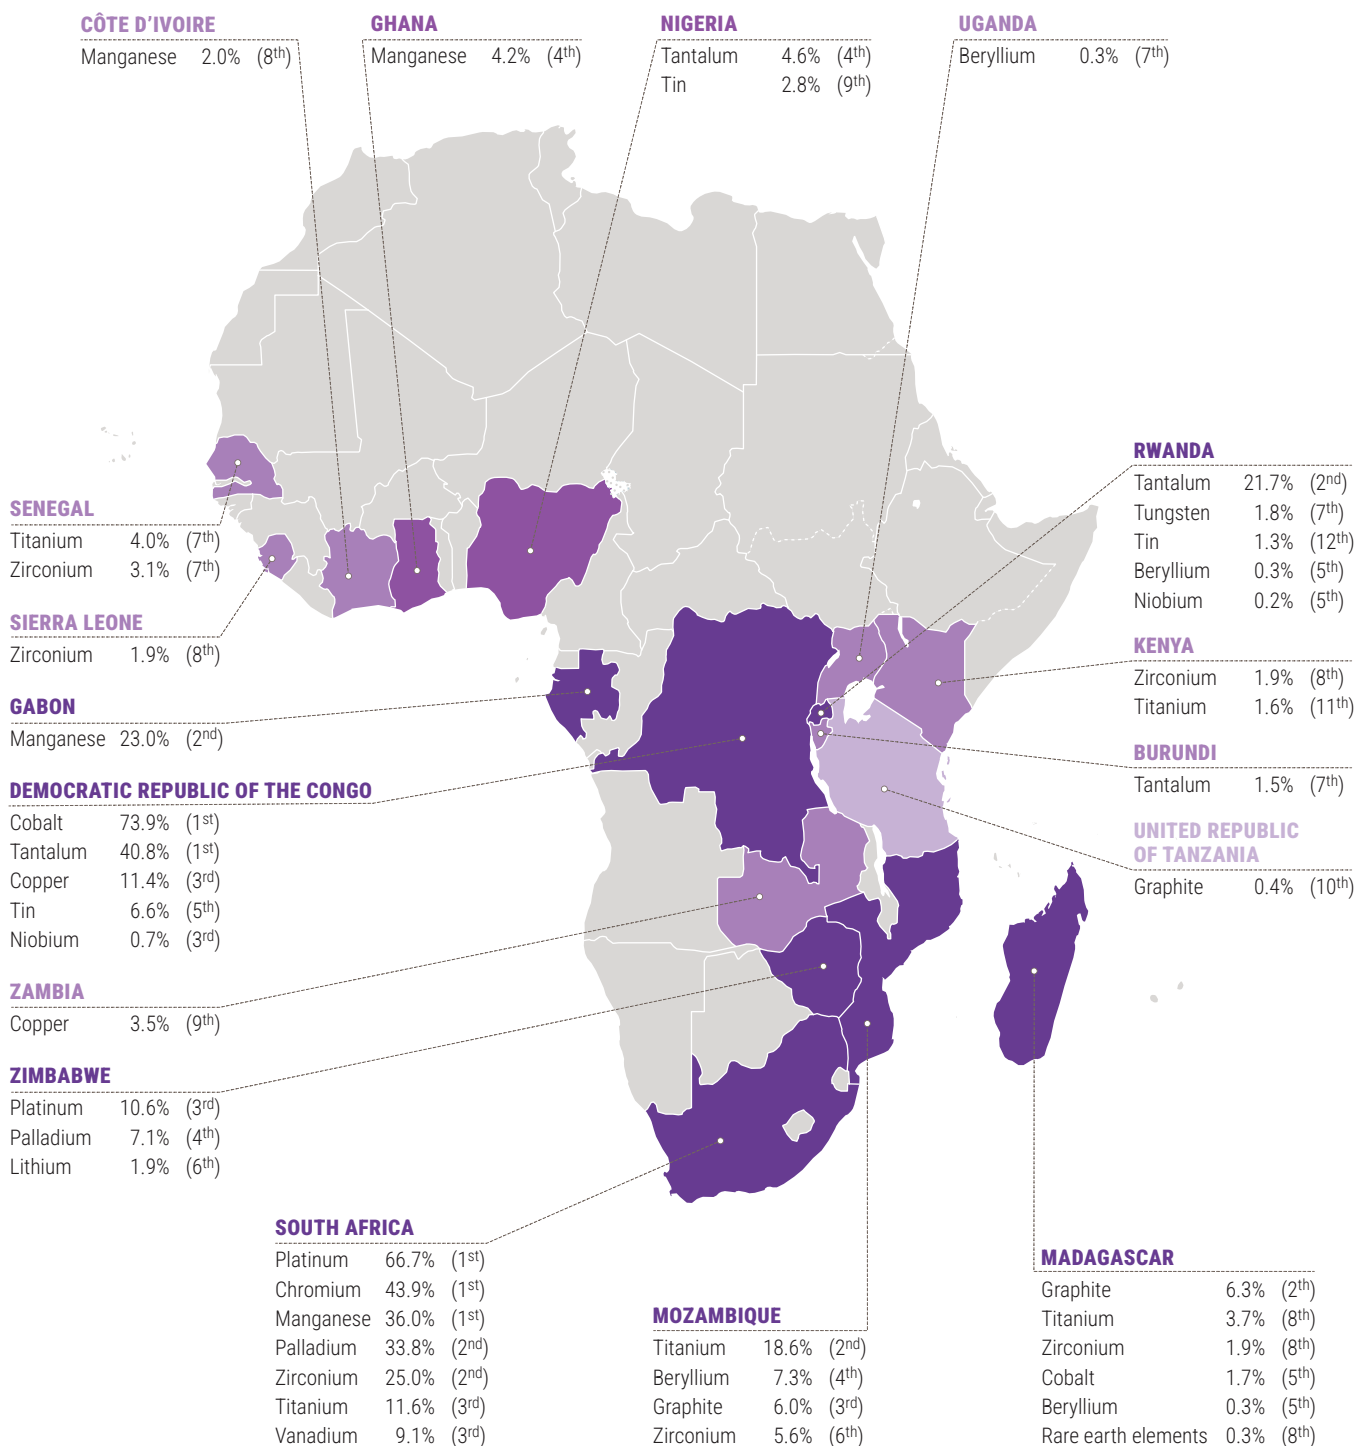 CÔTE D'IVOIRE
Manganese 2.0% (8th)
GHANA
Manganese 4.2% (4th)
NIGERIA
Tantalum 4.6% (4th)
Tin 2.8% (9th)
UGANDA
Beryllium 0.3% (7th)
SENEGAL
Titanium 4.0% (7th)
Zirconium 3.1% (7th)
SIERRA LEONE
Zirconium 1.9% (8th)
GABON
Manganese 23.0% (2nd)
DEMOCRATIC REPUBLIC OF THE CONGO
Cobalt 73.9% (1st)
Tantalum 40.8% (1st)
Copper 11.4% (3rd)
Tin 6.6% (5th)
Niobium 0.7% (3rd)
ZAMBIA
Copper 3.5% (9th)
ZIMBABWE
Platinum 10.6% (3rd)
Palladium 7.1% (4th)
Lithium 1.9% (6th)
RWANDA
Tantalum 21.7% (2nd)
Tungsten 1.8% (7th)
Tin 1.3% (12th)
Beryllium 0.3% (5th)
Niobium 0.2% (5th)
KENYA
Zirconium 1.9% (8th)
Titanium 1.6% (11th)
BURUNDI
Tantalum 1.5% (7th)
UNITED REPUBLIC
OF TANZANIA
Graphite 0.4% (10th)
SOUTH AFRICA
Platinum 66.7% (1st)
Chromium 43.9% (1st)
Manganese 36.0% (1st)
Palladium 33.8% (2nd)
Zirconium 25.0% (2nd)
Titanium 11.6% (3rd)
Vanadium 9.1% (3rd)
MOZAMBIQUE
Titanium 18.6% (2nd)
Beryllium 7.3% (4th)
Graphite 6.0% (3rd)
Zirconium 5.6% (6th)
MADAGASCAR
Graphite 6.3% (2th)
Titanium 3.7% (8th)
Zirconium 1.9% (8th)
Cobalt 1.7% (5th)
Beryllium 0.3% (5th)
Rare earth elements 0.3% (8th)